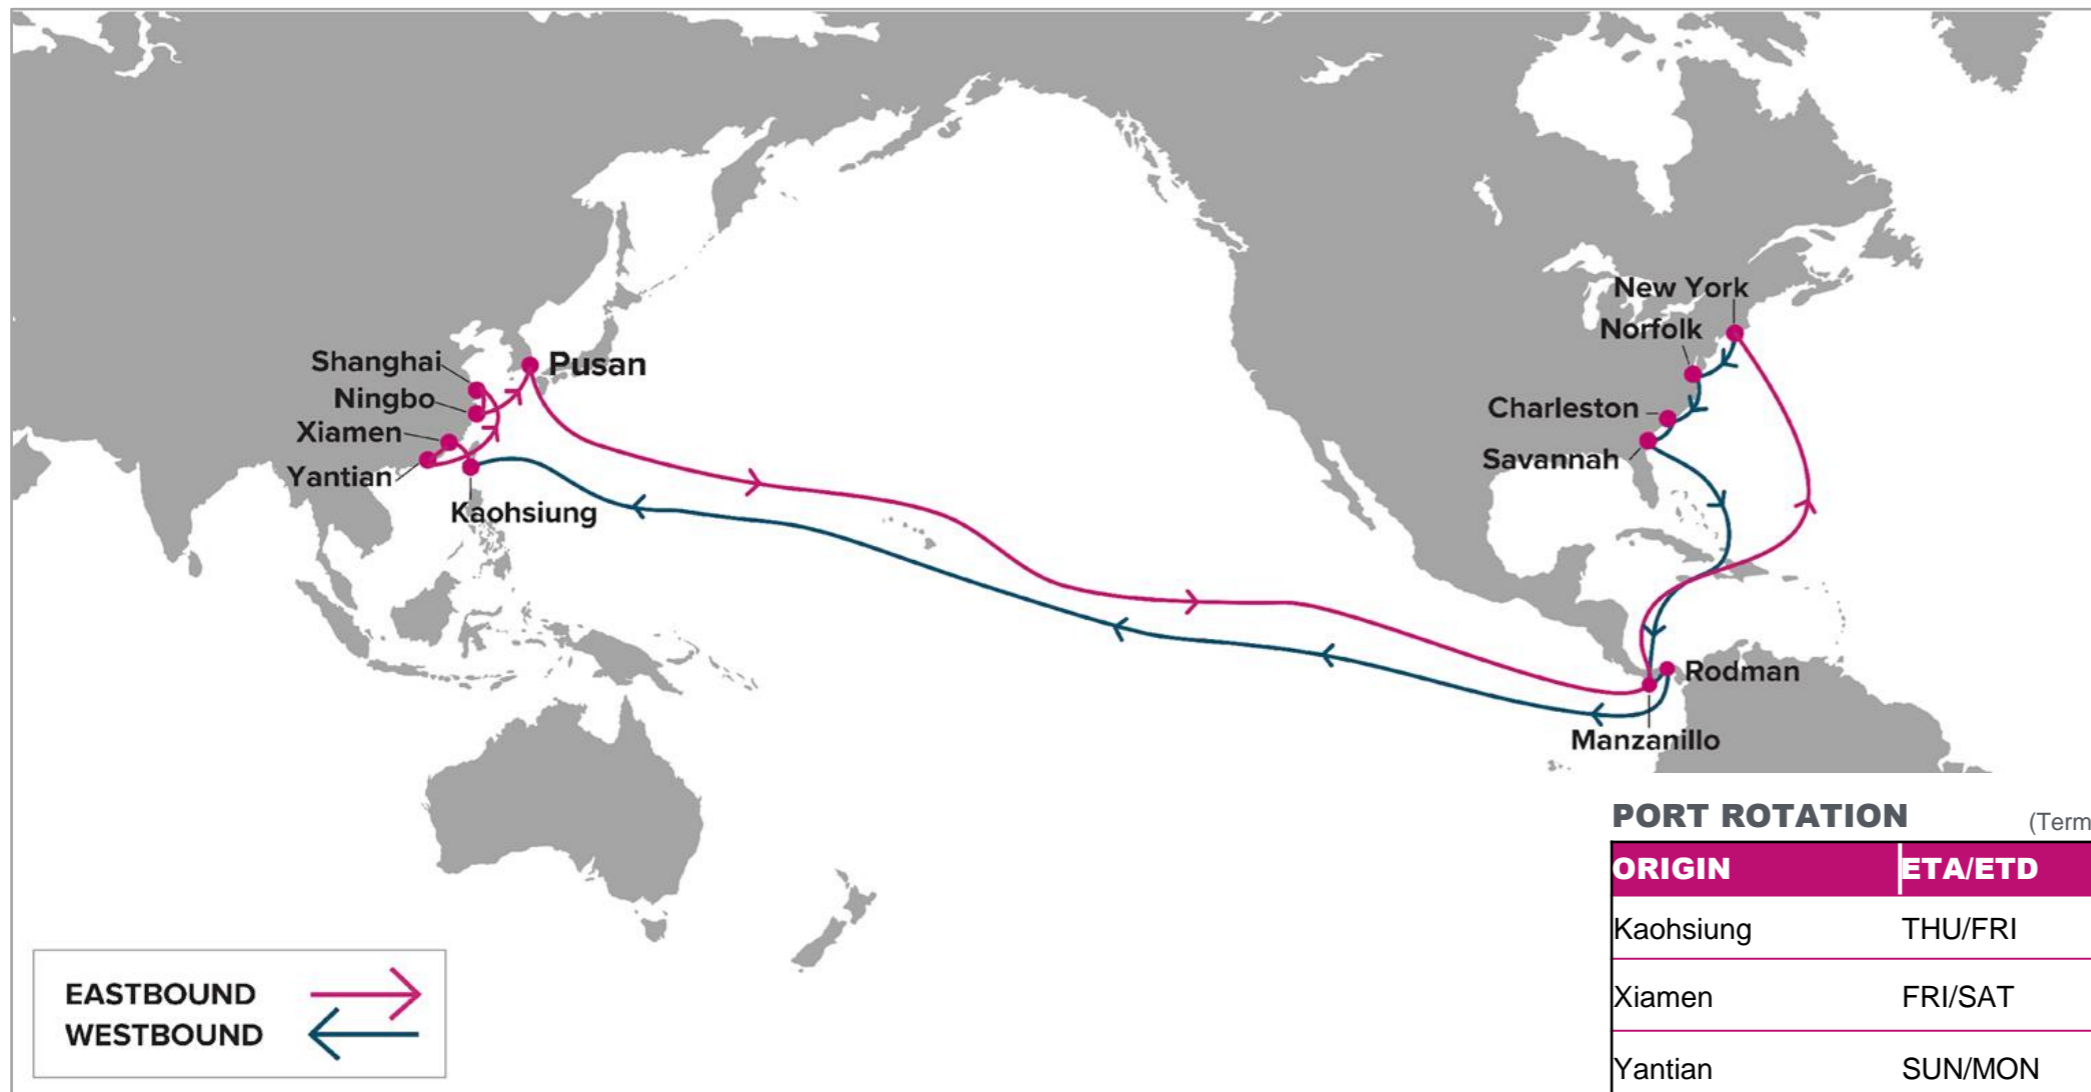 New York
Norfolk
Shanghai
Pusan
Ningbo
Charleston
Xiamen
Savannah
Yantian
Kaohsiung
Rodman
Manzanillo
PORT ROTATION (Term
ORIGIN ETA/ETD
Kaohsiung THU/FRI
Xiamen FRI/SAT
Yantian SUN/MON
EASTBOUND
WESTBOUND